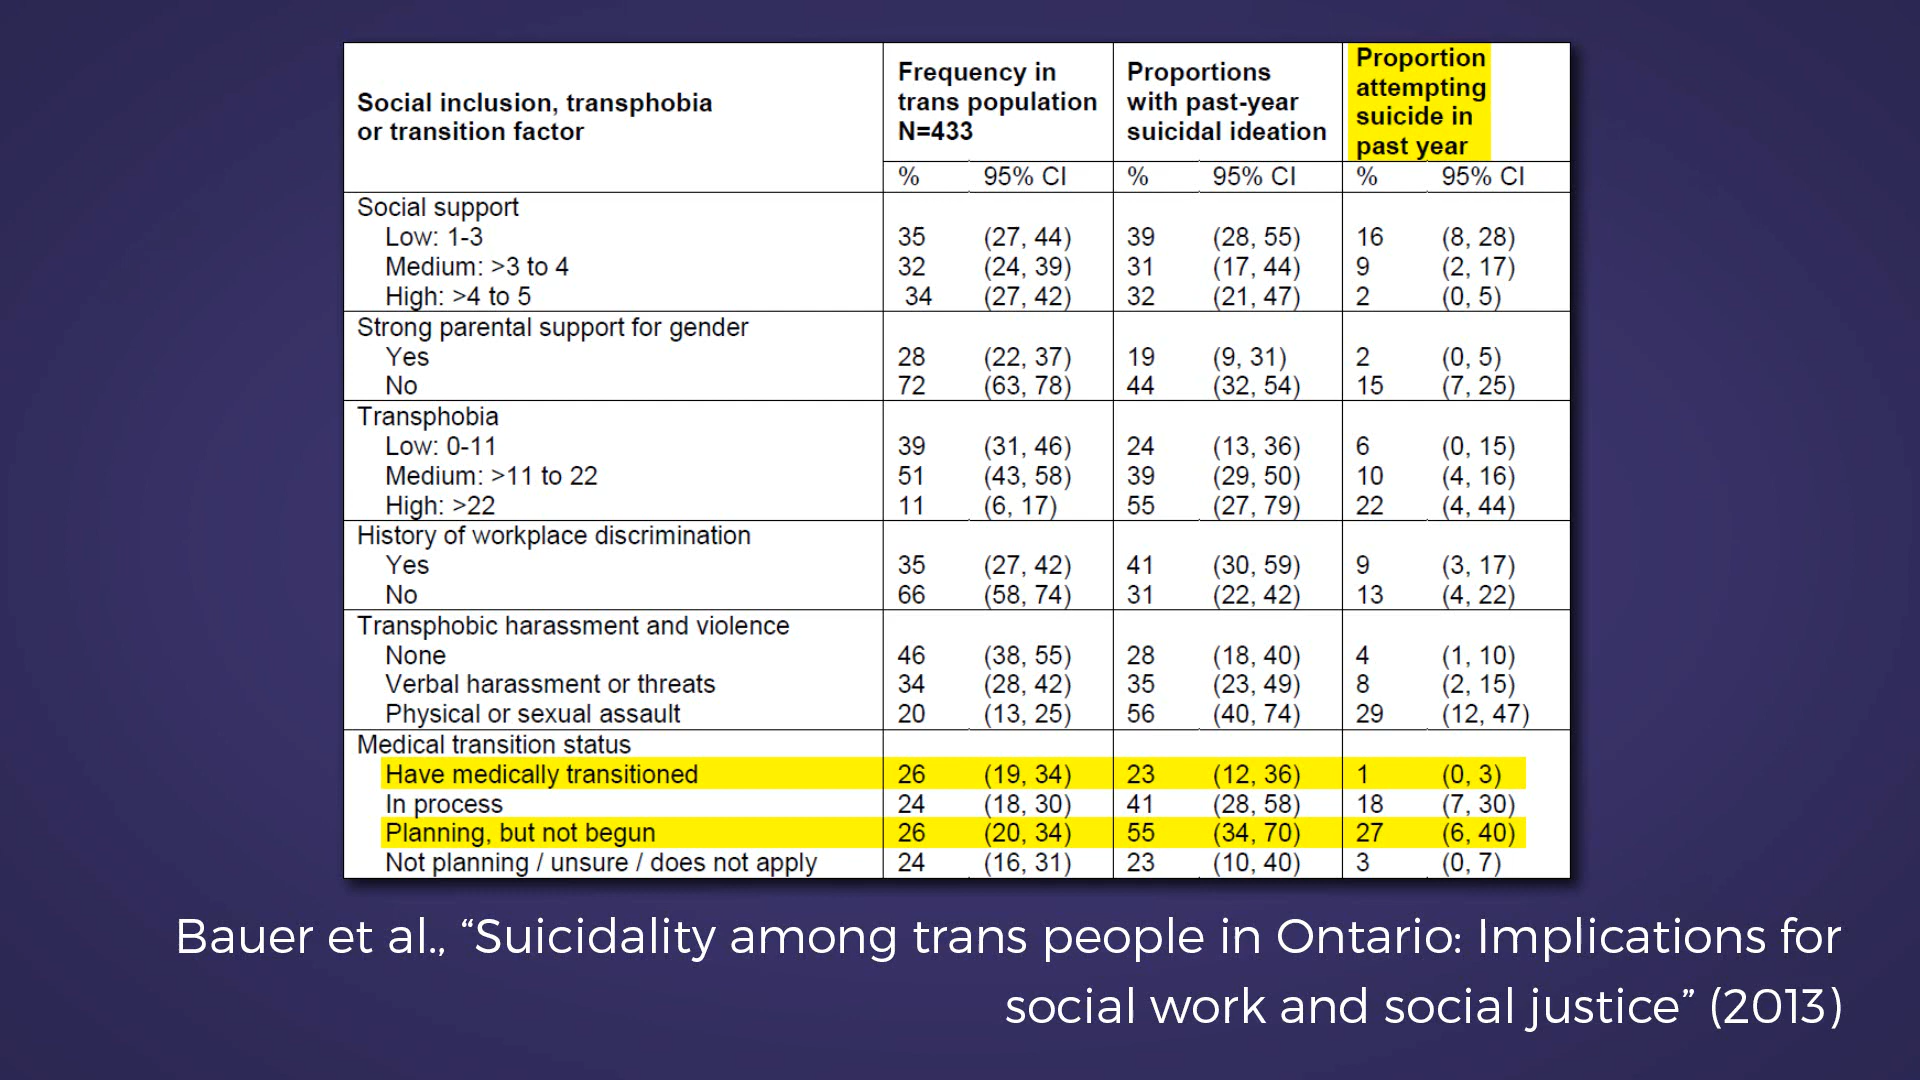 Social inclusion, transphobia or transition factor
Frequency in trans population N=433
Proportions with past-year suicidal ideation
Proportion attempting suicide in past year
% 95% CI % 95% CI % 95% CI
Social support
Low: 1-3 35 (27, 44) 39 (28, 55) 16 (8, 28)
Medium: >3 to 4 32 (24, 39) 31 (17, 44) 9 (2, 17)
High: >4 to 5 34 (27, 42) 32 (21, 47) 2 (0, 5)
Strong parental support for gender
Yes 28 (22, 37) 19 (9, 31) 2 (0, 5)
No 72 (63, 78) 44 (32, 54) 15 (7, 25)
Transphobia
Low: 0-11 39 (31, 46) 24 (13, 36) 6 (0, 15)
Medium: >11 to 22 51 (43, 58) 39 (29, 50) 10 (4, 16)
High: >22 11 (6, 17) 55 (27, 79) 22 (4, 44)
History of workplace discrimination
Yes 35 (27, 42) 41 (30, 59) 9 (3, 17)
No 66 (58, 74) 31 (22, 42) 13 (4, 22)
Transphobic harassment and violence
None 46 (38, 55) 28 (18, 40) 4 (1, 10)
Verbal harassment or threats 34 (28, 42) 35 (23, 49) 8 (2, 15)
Physical or sexual assault 20 (13, 25) 56 (40, 74) 29 (12, 47)
Medical transition status
Have medically transitioned 26 (19, 34) 23 (12, 36) 1 (0, 3)
In process 24 (18, 30) 41 (28, 58) 18 (7, 30)
Planning, but not begun 26 (20, 34) 55 (34, 70) 27 (6, 40)
Not planning / unsure / does not apply 24 (16, 31) 23 (10, 40) 3 (0, 7)
Bauer et al., “Suicidality among trans people in Ontario: Implications for
social work and social justice” (2013)